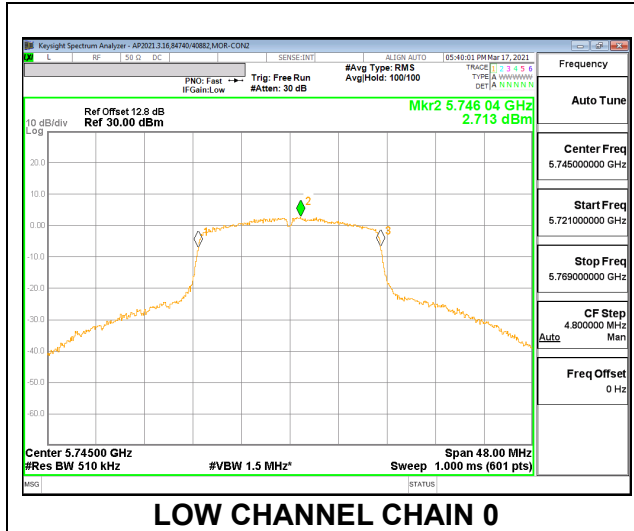 Keysight Spectrum Analyzer - AP2021.3.16,84740/40882,MOR-CON2
L RF 50 Ω DC SENSE:INT ALIGN AUTO 05:40:01 PM Mar 17, 2021
PNO: Fast
IFGain:Low
Trig: Free Run
#Atten: 30 dB
#Avg Type: RMS
Avg|Hold: 100/100
TRACE 1 2 3 4 5 6
TYPE A WWWWW
DET A N N N N N
Mkr2 5.746 04 GHz
2.713 dBm
Ref Offset 12.8 dB
10 dB/div Ref 30.00 dBm
Log
20.0
10.0
0.00
-10.0
-20.0
-30.0
-40.0
-50.0
-60.0
1
2
3
Center 5.74500 GHz Span 48.00 MHz
#Res BW 510 kHz #VBW 1.5 MHz* Sweep 1.000 ms (601 pts)
MSG STATUS
Frequency
Auto Tune
Center Freq
5.745000000 GHz
Start Freq
5.721000000 GHz
Stop Freq
5.769000000 GHz
CF Step
4.800000 MHz
Auto Man
Freq Offset
0 Hz
LOW CHANNEL CHAIN 0